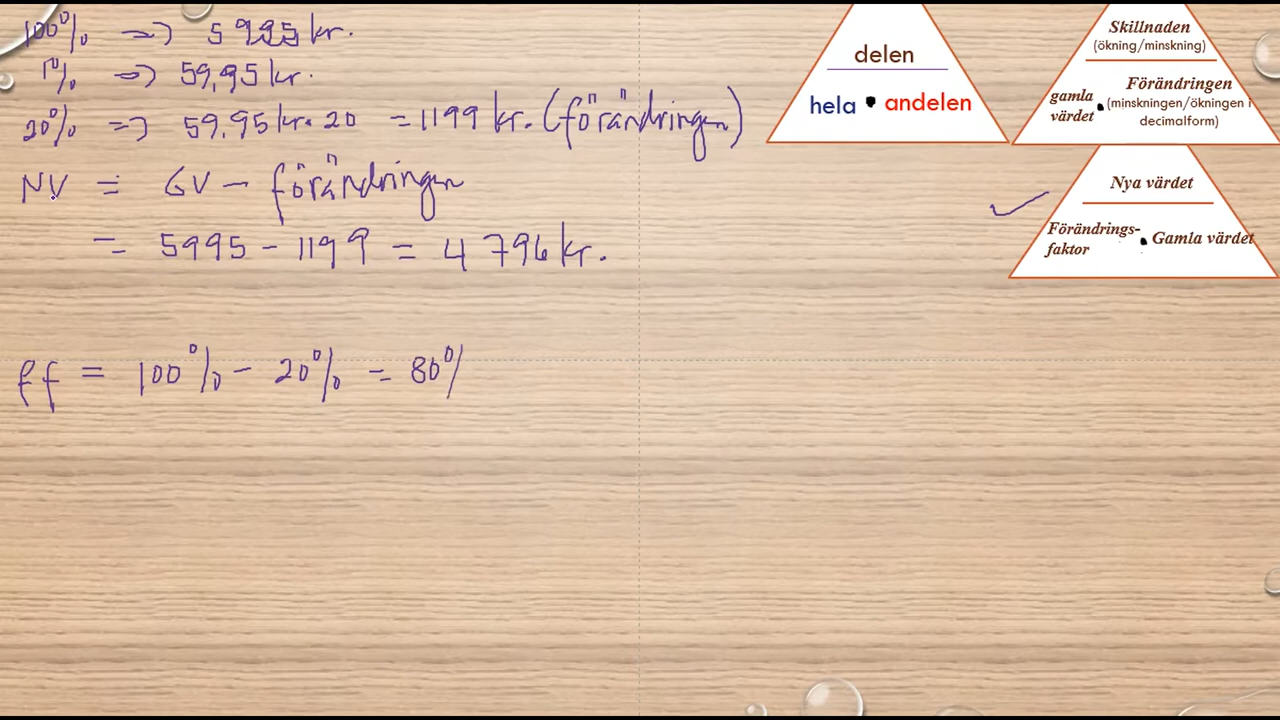 100% => 5995 kr.
1% => 59,95 kr.
20% => 59.95 kr • 20 = 1199 kr. (förändringen)
NV = GV - förändringen
= 5995 - 1199 = 4 796 kr.
ff = 100% - 20% = 80%
delen
hela • andelen
Skillnaden
(ökning/minskning)
gamla värdet • Förändringen
(minskningen/ökningen i decimalform)
Nya värdet
Förändrings-faktor • Gamla värdet